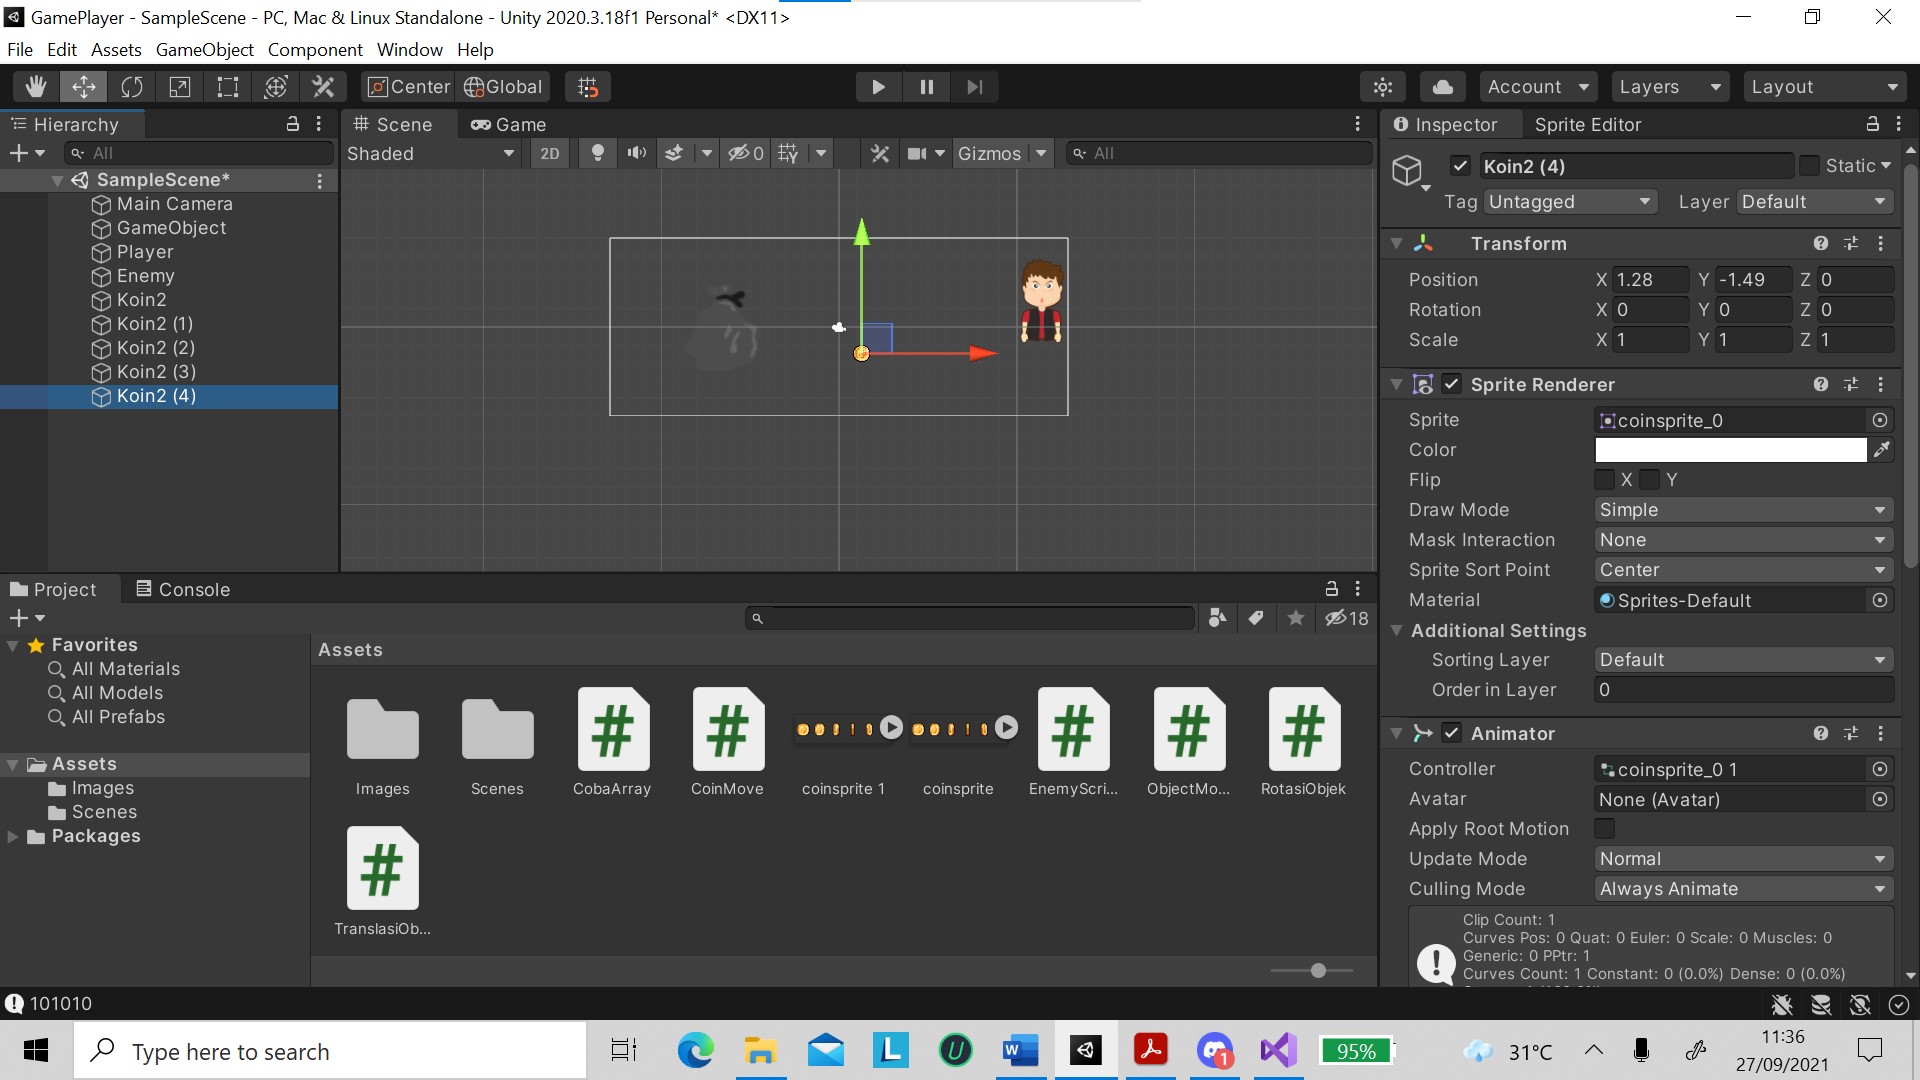 GamePlayer - SampleScene - PC, Mac & Linux Standalone - Unity 2020.3.18f1 Personal* <DX11>
File Edit Assets GameObject Component Window Help
Center Global Account Layers Layout
Hierarchy
All
SampleScene*
Main Camera
GameObject
Player
Enemy
Koin2
Koin2 (1)
Koin2 (2)
Koin2 (3)
Koin2 (4)
Scene Game
Shaded 2D 0 Gizmos All
Inspector Sprite Editor
Koin2 (4) Static
Tag Untagged Layer Default
Transform
Position X 1.28 Y -1.49 Z 0
Rotation X 0 Y 0 Z 0
Scale X 1 Y 1 Z 1
Sprite Renderer
Sprite coinsprite_0
Color
Flip X Y
Draw Mode Simple
Mask Interaction None
Sprite Sort Point Center
Material Sprites-Default
Additional Settings
Sorting Layer Default
Order in Layer 0
Animator
Controller coinsprite_0 1
Avatar None (Avatar)
Apply Root Motion
Update Mode Normal
Culling Mode Always Animate
Clip Count: 1
Curves Pos: 0 Quat: 0 Euler: 0 Scale: 0 Muscles: 0
Generic: 0 PPtr: 1
Curves Count: 1 Constant: 0 (0.0%) Dense: 0 (0.0%)
Project Console
18
Favorites
All Materials
All Models
All Prefabs
Assets
Images
Scenes
Packages
Assets
Images Scenes CobaArray CoinMove coinsprite 1 coinsprite EnemyScri... ObjectMo... RotasiObjek
TranslasiOb...
101010
Type here to search
L U W 1 95% 31°C
11:36
27/09/2021